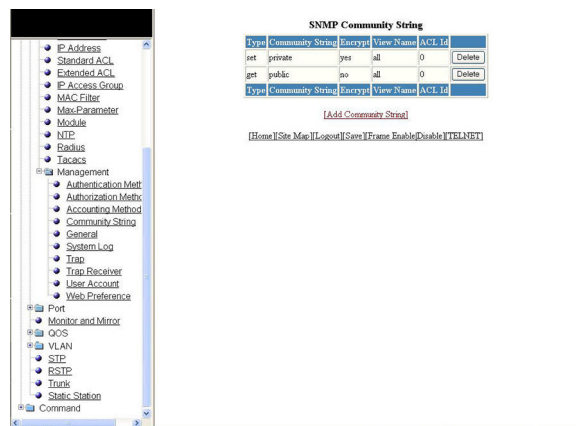 IP Address
Standard ACL
Extended ACL
IP Access Group
MAC Filter
Max-Parameter
Module
NTP
Radius
Tacacs
Management
Authentication Meth
Authorization Metho
Accounting Method
Community String
General
System Log
Trap
Trap Receiver
User Account
Web Preference
Port
Monitor and Mirror
QOS
VLAN
STP
RSTP
Trunk
Static Station
Command
SNMP Community String
Type Community String Encrypt View Name ACL Id
set private yes all 0 Delete
get public no all 0 Delete
Type Community String Encrypt View Name ACL Id
[Add Community String]
[Home][Site Map][Logout][Save][Frame Enable|Disable][TELNET]